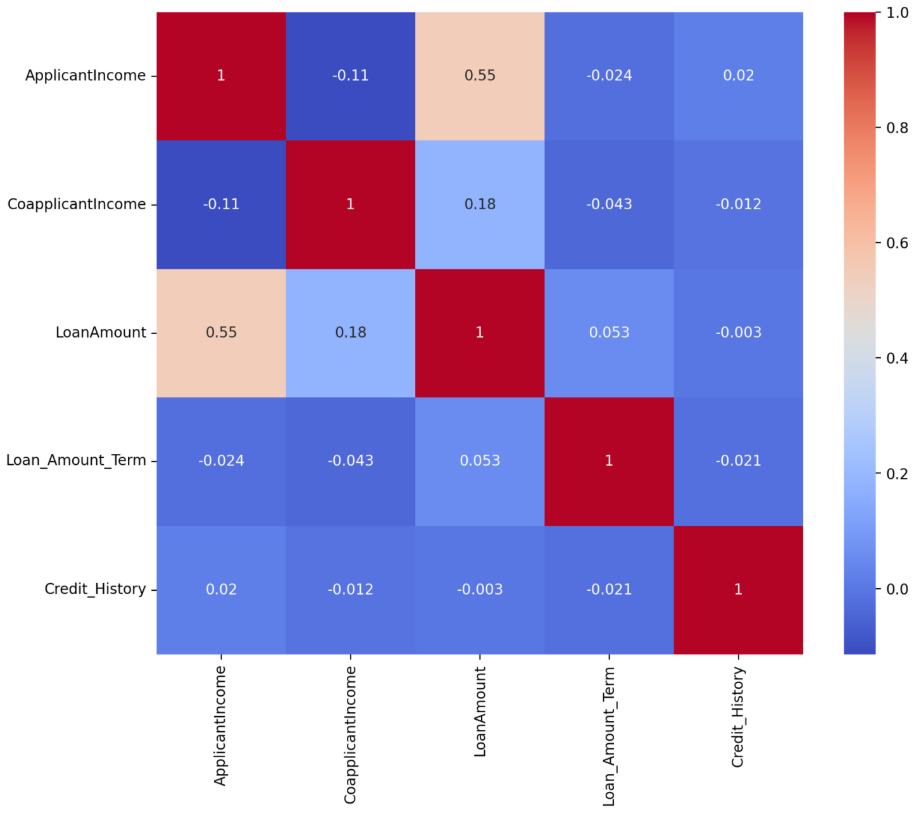 ApplicantIncome 1 -0.11 0.55 -0.024 0.02
CoapplicantIncome -0.11 1 0.18 -0.043 -0.012
LoanAmount 0.55 0.18 1 0.053 -0.003
Loan_Amount_Term -0.024 -0.043 0.053 1 -0.021
Credit_History 0.02 -0.012 -0.003 -0.021 1
ApplicantIncome
CoapplicantIncome
LoanAmount
Loan_Amount_Term
Credit_History
1.0
0.8
0.6
0.4
0.2
0.0